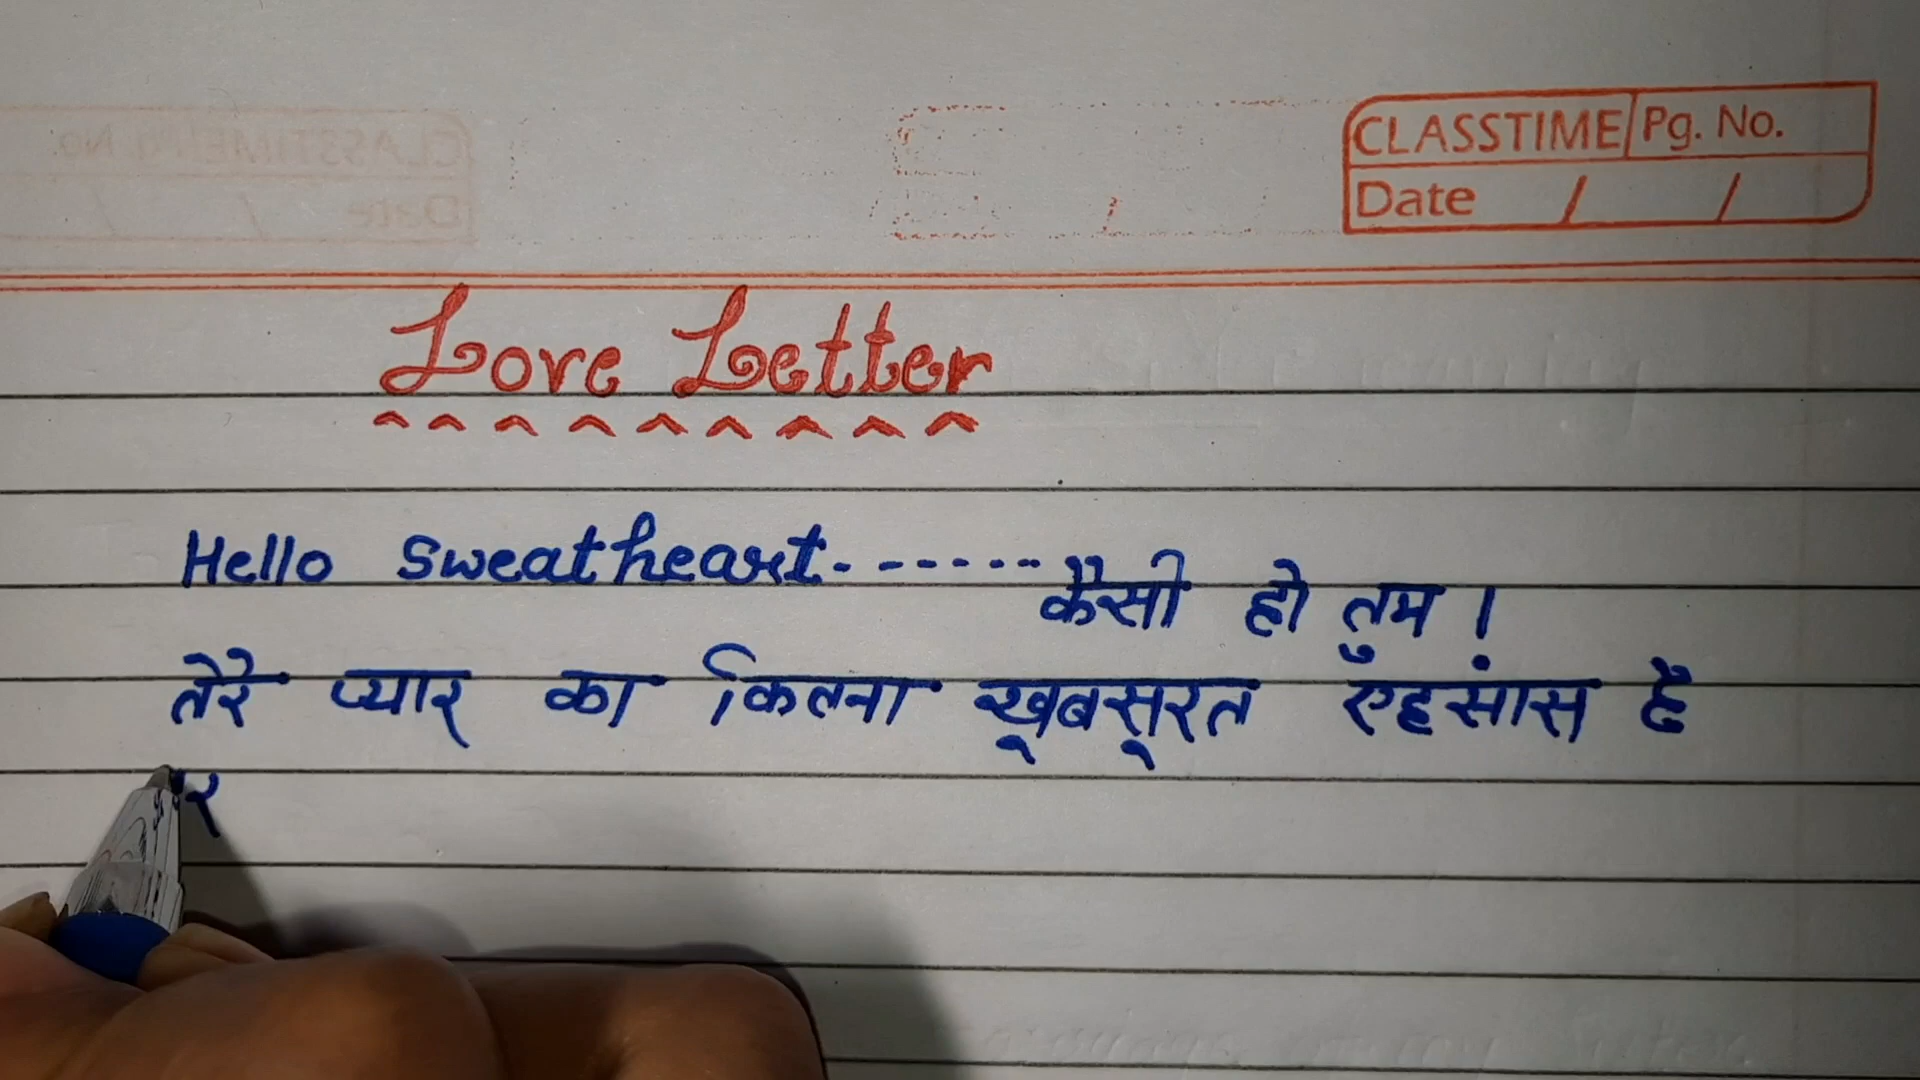 CLASSTIME Pg. No.
Date / /
Love Letter
Hello Sweatheart------- कैसी हो तुम ।
तेरे प्यार का कितना खूबसूरत एहसांस है